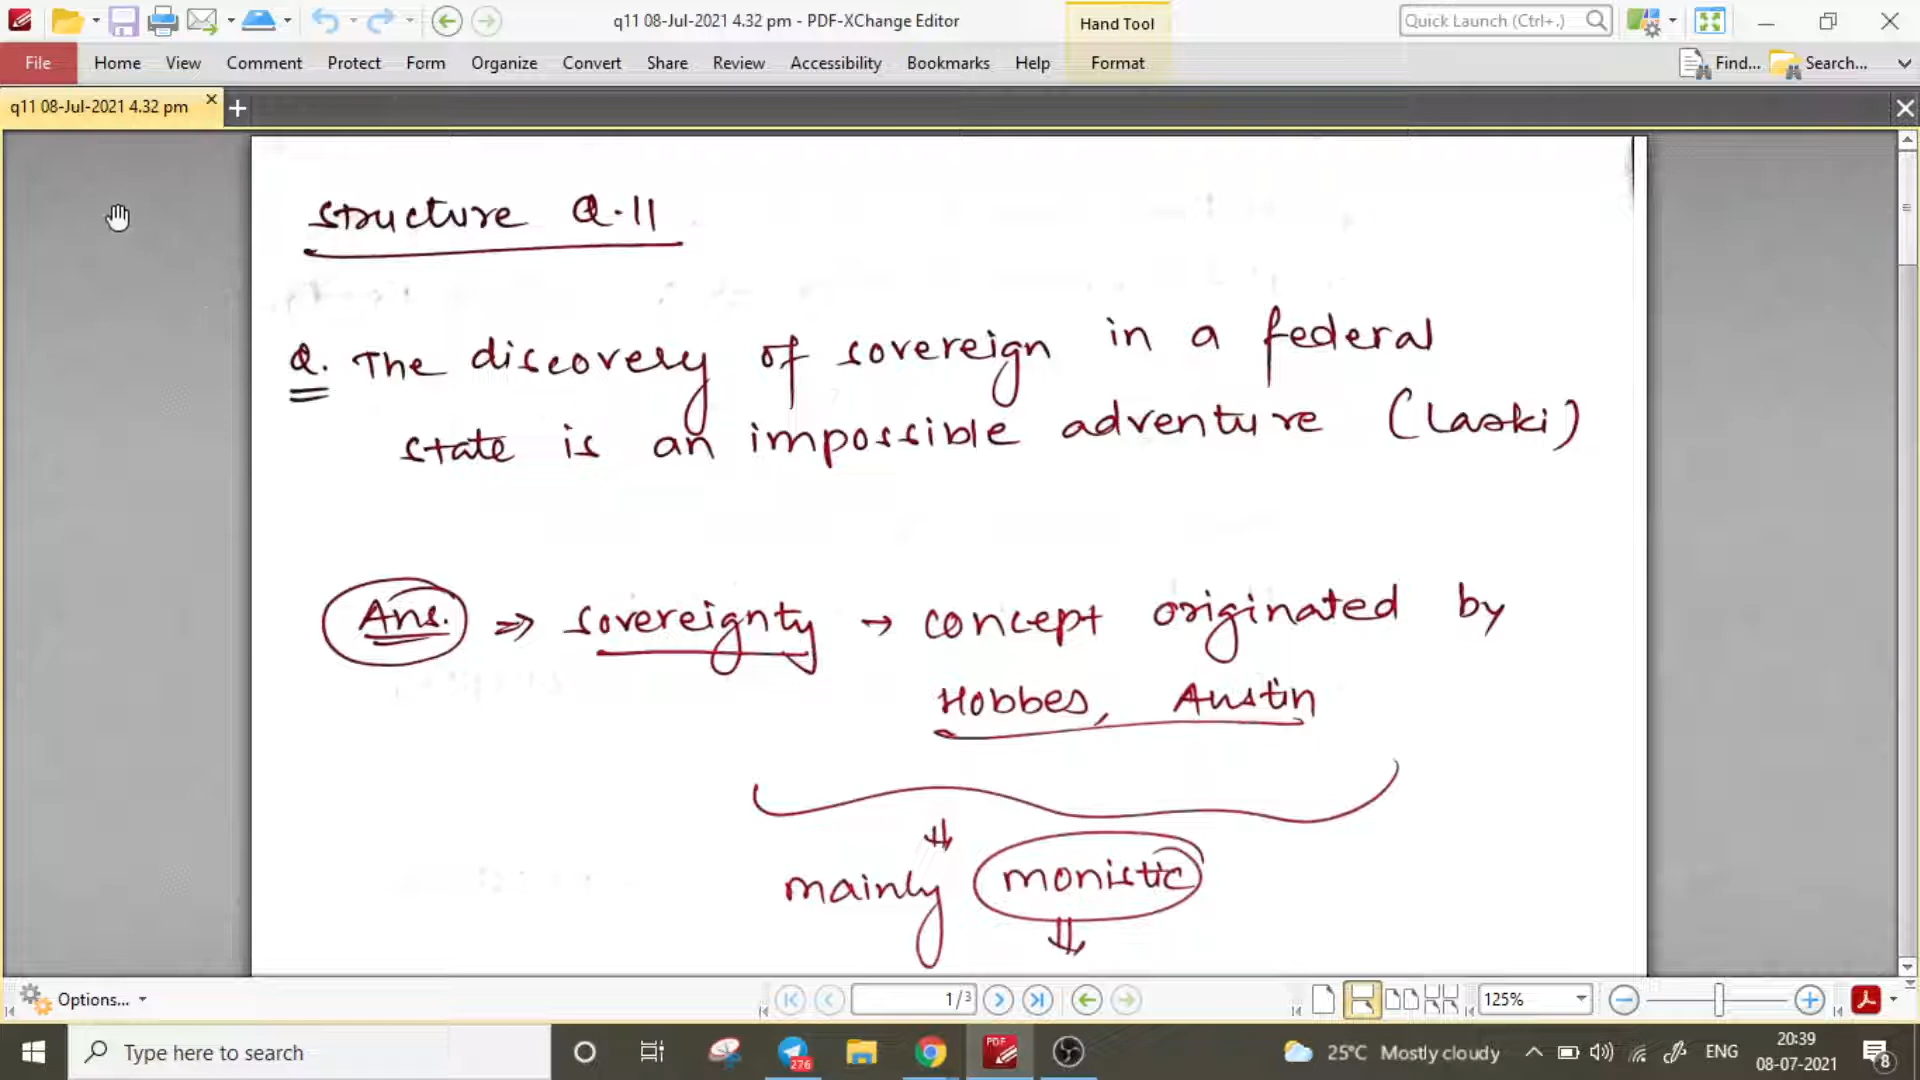 q11 08-Jul-2021 4.32 pm - PDF-XChange Editor
Hand Tool
Quick Launch (Ctrl+.)
File Home View Comment Protect Form Organize Convert Share Review Accessibility Bookmarks Help Format
Find... Search...
q11 08-Jul-2021 4.32 pm
structure Q.11
Q. The discovery of sovereign in a federal
state is an impossible adventure (Laski)
Ans. ⇒ sovereignty → concept originated by
Hobbes, Austin
mainly monistic
Options...
1/3
125%
Type here to search
276
PDF
25°C Mostly cloudy
ENG
20:39
08-07-2021
8